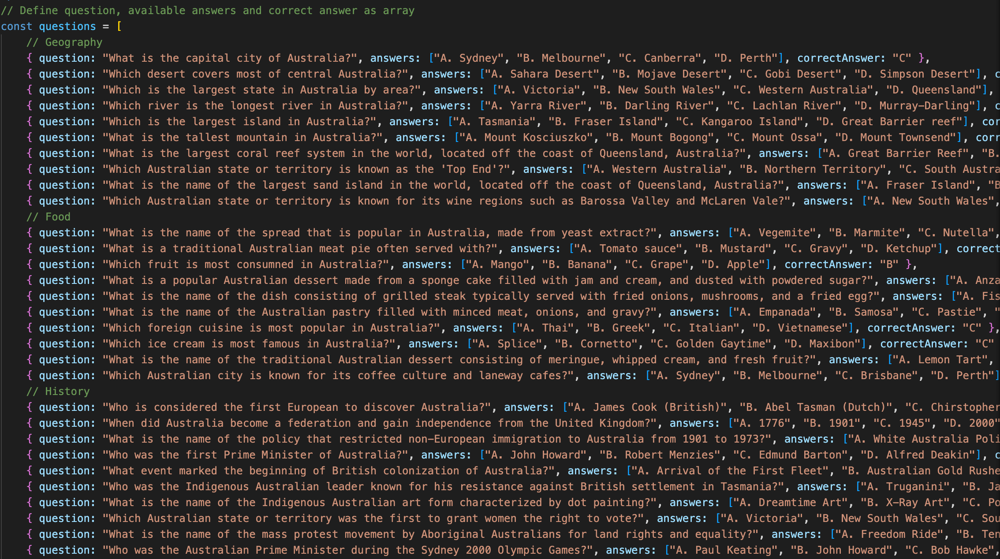 // Define question, available answers and correct answer as array
const questions = [
// Geography
{ question: "What is the capital city of Australia?", answers: ["A. Sydney", "B. Melbourne", "C. Canberra", "D. Perth"], correctAnswer: "C" },
{ question: "Which desert covers most of central Australia?", answers: ["A. Sahara Desert", "B. Mojave Desert", "C. Gobi Desert", "D. Simpson Desert"], c
{ question: "Which is the largest state in Australia by area?", answers: ["A. Victoria", "B. New South Wales", "C. Western Australia", "D. Queensland"],
{ question: "Which river is the longest river in Australia?", answers: ["A. Yarra River", "B. Darling River", "C. Lachlan River", "D. Murray-Darling"], c
{ question: "Which is the largest island in Australia?", answers: ["A. Tasmania", "B. Fraser Island", "C. Kangaroo Island", "D. Great Barrier reef"], cor
{ question: "What is the tallest mountain in Australia?", answers: ["A. Mount Kosciuszko", "B. Mount Bogong", "C. Mount Ossa", "D. Mount Townsend"], corr
{ question: "What is the largest coral reef system in the world, located off the coast of Queensland, Australia?", answers: ["A. Great Barrier Reef", "B.
{ question: "Which Australian state or territory is known as the 'Top End'?", answers: ["A. Western Australia", "B. Northern Territory", "C. South Austra
{ question: "What is the name of the largest sand island in the world, located off the coast of Queensland, Australia?", answers: ["A. Fraser Island", "B
{ question: "Which Australian state or territory is known for its wine regions such as Barossa Valley and McLaren Vale?", answers: ["A. New South Wales",
// Food
{ question: "What is the name of the spread that is popular in Australia, made from yeast extract?", answers: ["A. Vegemite", "B. Marmite", "C. Nutella",
{ question: "What is a traditional Australian meat pie often served with?", answers: ["A. Tomato sauce", "B. Mustard", "C. Gravy", "D. Ketchup"], correct
{ question: "Which fruit is most consumned in Australia?", answers: ["A. Mango", "B. Banana", "C. Grape", "D. Apple"], correctAnswer: "B" },
{ question: "What is a popular Australian dessert made from a sponge cake filled with jam and cream, and dusted with powdered sugar?", answers: ["A. Anza
{ question: "What is the name of the dish consisting of grilled steak typically served with fried onions, mushrooms, and a fried egg?", answers: ["A. Fis
{ question: "What is the name of the Australian pastry filled with minced meat, onions, and gravy?", answers: ["A. Empanada", "B. Samosa", "C. Pastie", "
{ question: "Which foreign cuisine is most popular in Australia?", answers: ["A. Thai", "B. Greek", "C. Italian", "D. Vietnamese"], correctAnswer: "C" },
{ question: "Which ice cream is most famous in Australia?", answers: ["A. Splice", "B. Cornetto", "C. Golden Gaytime", "D. Maxibon"], correctAnswer: "C"
{ question: "What is the name of the traditional Australian dessert consisting of meringue, whipped cream, and fresh fruit?", answers: ["A. Lemon Tart",
{ question: "Which Australian city is known for its coffee culture and laneway cafes?", answers: ["A. Sydney", "B. Melbourne", "C. Brisbane", "D. Perth"]
// History
{ question: "Who is considered the first European to discover Australia?", answers: ["A. James Cook (British)", "B. Abel Tasman (Dutch)", "C. Chirstopher
{ question: "When did Australia become a federation and gain independence from the United Kingdom?", answers: ["A. 1776", "B. 1901", "C. 1945", "D. 2000"
{ question: "What is the name of the policy that restricted non-European immigration to Australia from 1901 to 1973?", answers: ["A. White Australia Poli
{ question: "Who was the first Prime Minister of Australia?", answers: ["A. John Howard", "B. Robert Menzies", "C. Edmund Barton", "D. Alfred Deakin"], c
{ question: "What event marked the beginning of British colonization of Australia?", answers: ["A. Arrival of the First Fleet", "B. Australian Gold Rushe
{ question: "Who was the Indigenous Australian leader known for his resistance against British settlement in Tasmania?", answers: ["A. Truganini", "B. Ja
{ question: "What is the name of the Indigenous Australian art form characterized by dot painting?", answers: ["A. Dreamtime Art", "B. X-Ray Art", "C. Po
{ question: "Which Australian state or territory was the first to grant women the right to vote?", answers: ["A. Victoria", "B. New South Wales", "C. Sou
{ question: "What is the name of the mass protest movement by Aboriginal Australians for land rights and equality?", answers: ["A. Freedom Ride", "B. Ten
{ question: "Who was the Australian Prime Minister during the Sydney 2000 Olympic Games?", answers: ["A. Paul Keating", "B. John Howard", "C. Bob Hawke",